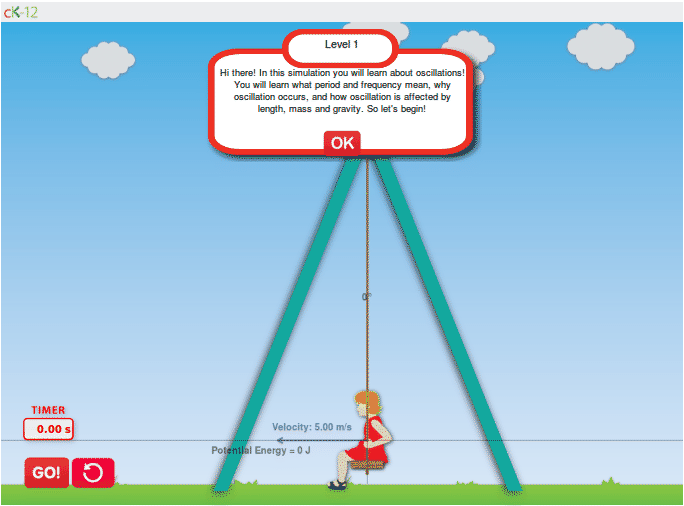 cK-12
Level 1
Hi there! In this simulation you will learn about oscillations!
You will learn what period and frequency mean, why
oscillation occurs, and how oscillation is affected by
length, mass and gravity. So let's begin!
OK
0°
TIMER
0.00 s
Velocity: 5.00 m/s
Potential Energy = 0 J
GO!